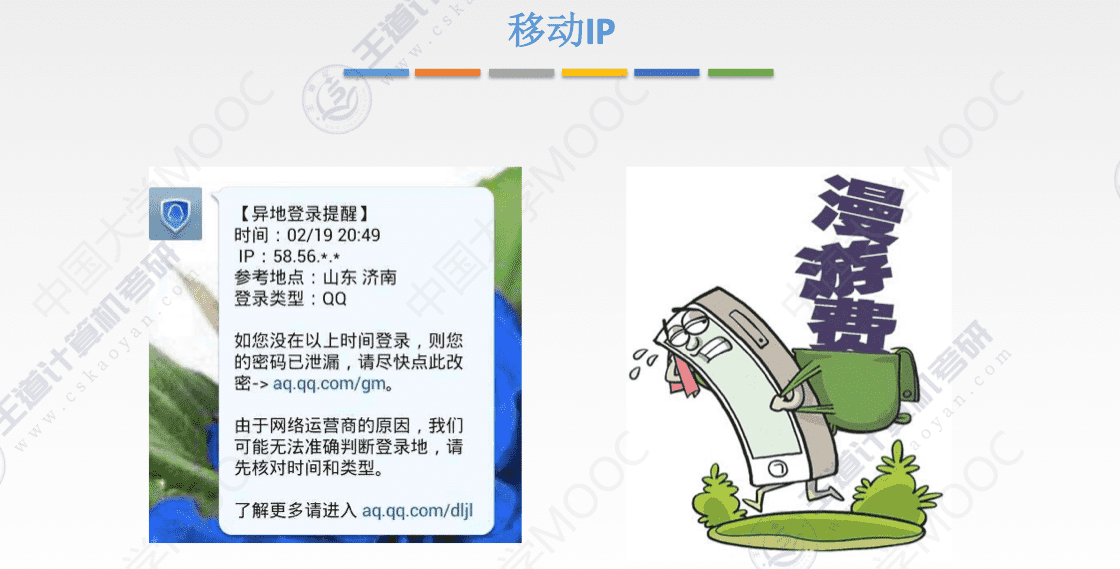 移动IP
【异地登录提醒】
时间：02/19 20:49
IP：58.56.*.*
参考地点：山东 济南
登录类型：QQ
如您没在以上时间登录，则您
的密码已泄漏，请尽快点此改
密-> aq.qq.com/gm。
由于网络运营商的原因，我们
可能无法准确判断登录地，请
先核对时间和类型。
了解更多请进入 aq.qq.com/dljl
漫
游
费
中国大学MOOC
王道计算机考研
www.cskaoyan.com